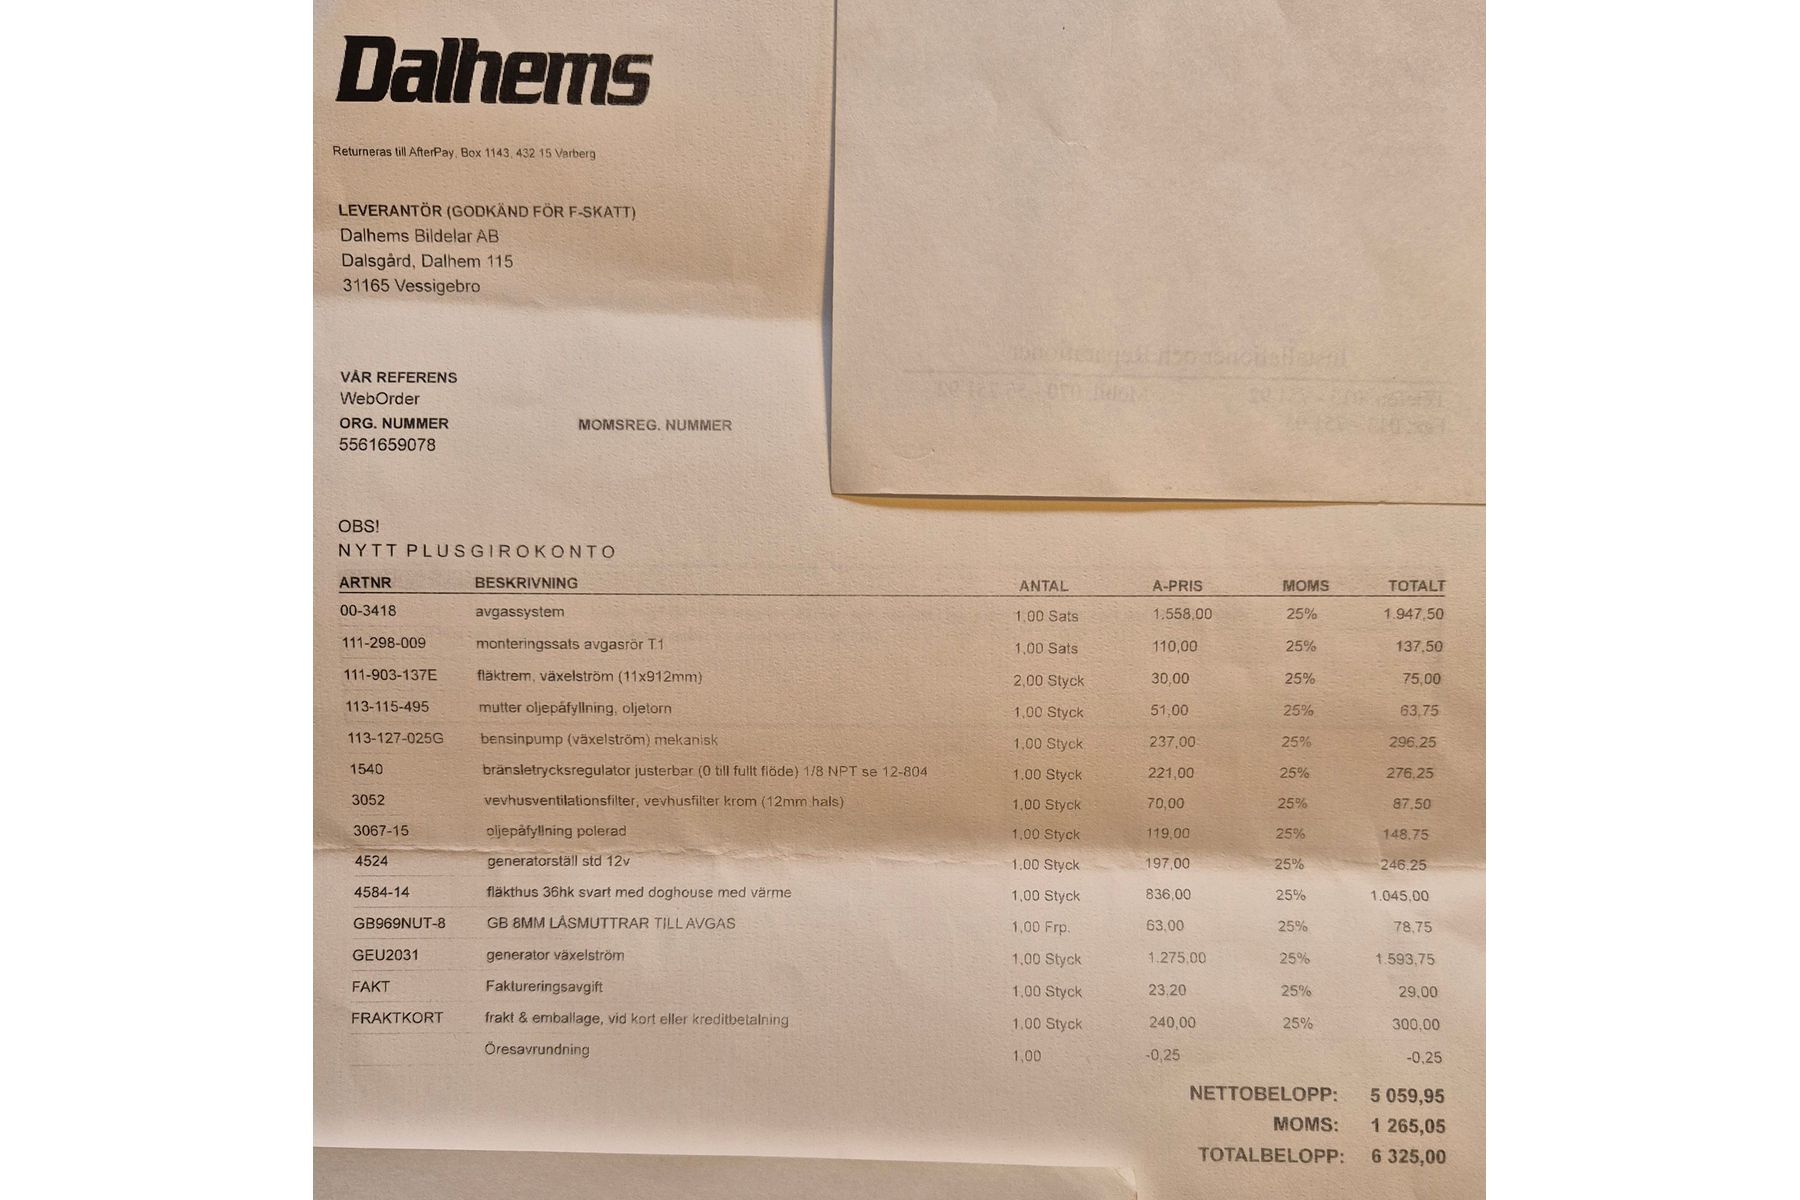 Dalhems
Returneras till AfterPay, Box 1143, 432 15 Varberg
LEVERANTÖR (GODKÄND FÖR F-SKATT)
Dalhems Bildelar AB
Dalsgård, Dalhem 115
31165 Vessigebro
VÅR REFERENS
WebOrder
ORG. NUMMER MOMSREG. NUMMER
5561659078
OBS!
NYTT PLUSGIROKONTO
ARTNR BESKRIVNING ANTAL A-PRIS MOMS TOTALT
00-3418 avgassystem 1,00 Sats 1.558,00 25% 1.947,50
111-298-009 monteringssats avgasrör T1 1,00 Sats 110,00 25% 137,50
111-903-137E fläktrem, växelström (11x912mm) 2,00 Styck 30,00 25% 75,00
113-115-495 mutter oljepåfyllning, oljetorn 1,00 Styck 51,00 25% 63,75
113-127-025G bensinpump (växelström) mekanisk 1,00 Styck 237,00 25% 296,25
1540 bränsletrycksregulator justerbar (0 till fullt flöde) 1/8 NPT se 12-804 1,00 Styck 221,00 25% 276,25
3052 vevhusventilationsfilter, vevhusfilter krom (12mm hals) 1,00 Styck 70,00 25% 87,50
3067-15 oljepåfyllning polerad 1,00 Styck 119,00 25% 148,75
4524 generatorställ std 12v 1,00 Styck 197,00 25% 246,25
4584-14 fläkthus 36hk svart med doghouse med värme 1,00 Styck 836,00 25% 1.045,00
GB969NUT-8 GB 8MM LÅSMUTTRAR TILL AVGAS 1,00 Frp. 63,00 25% 78,75
GEU2031 generator växelström 1,00 Styck 1.275,00 25% 1.593,75
FAKT Faktureringsavgift 1,00 Styck 23,20 25% 29,00
FRAKTKORT frakt & emballage, vid kort eller kreditbetalning 1,00 Styck 240,00 25% 300,00
Öresavrundning 1,00 -0,25 -0,25
NETTOBELOPP: 5 059,95
MOMS: 1 265,05
TOTALBELOPP: 6 325,00